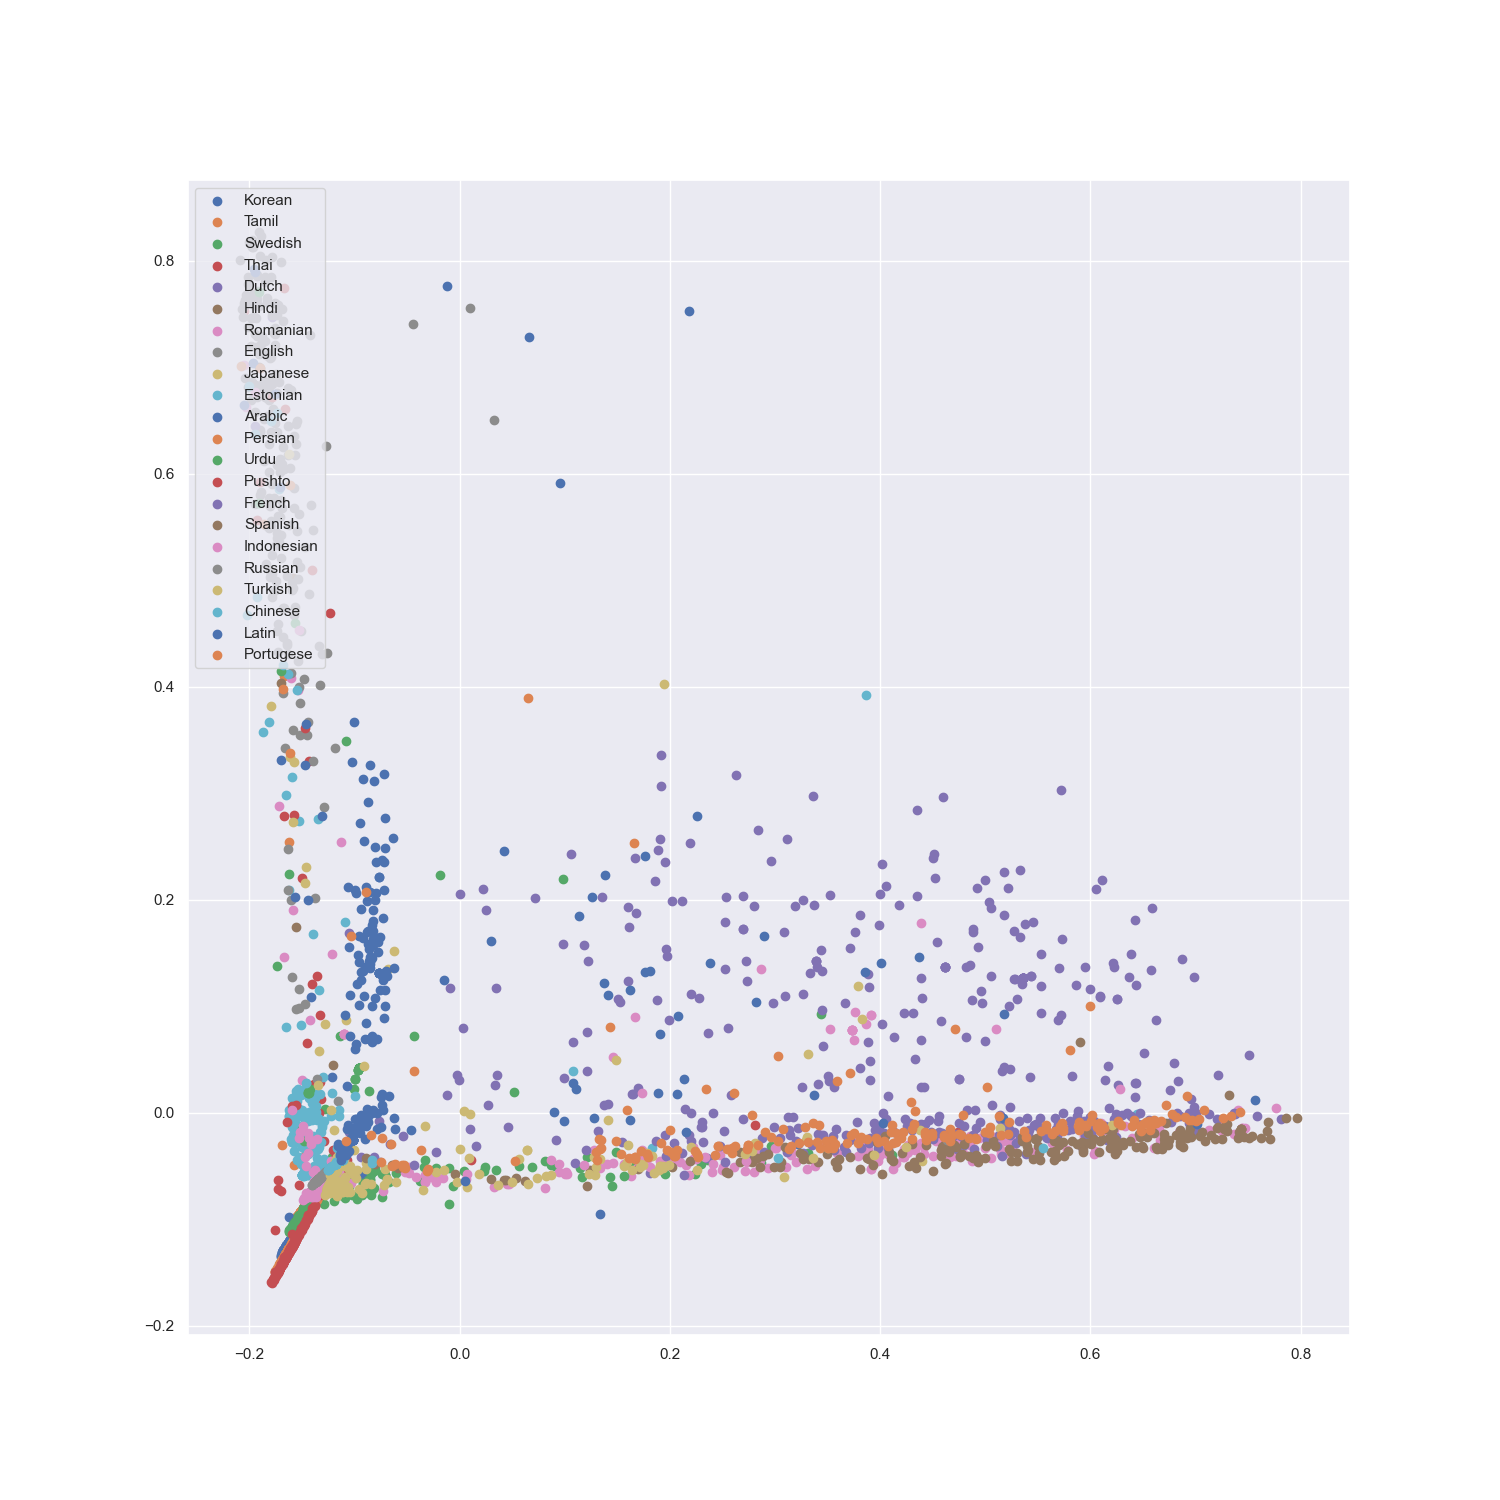 Korean
Tamil
Swedish
Thai
Dutch
Hindi
Romanian
English
Japanese
Estonian
Arabic
Persian
Urdu
Pushto
French
Spanish
Indonesian
Russian
Turkish
Chinese
Latin
Portugese
0.8
0.6
0.4
0.2
0.0
−0.2
−0.2 0.0 0.2 0.4 0.6 0.8